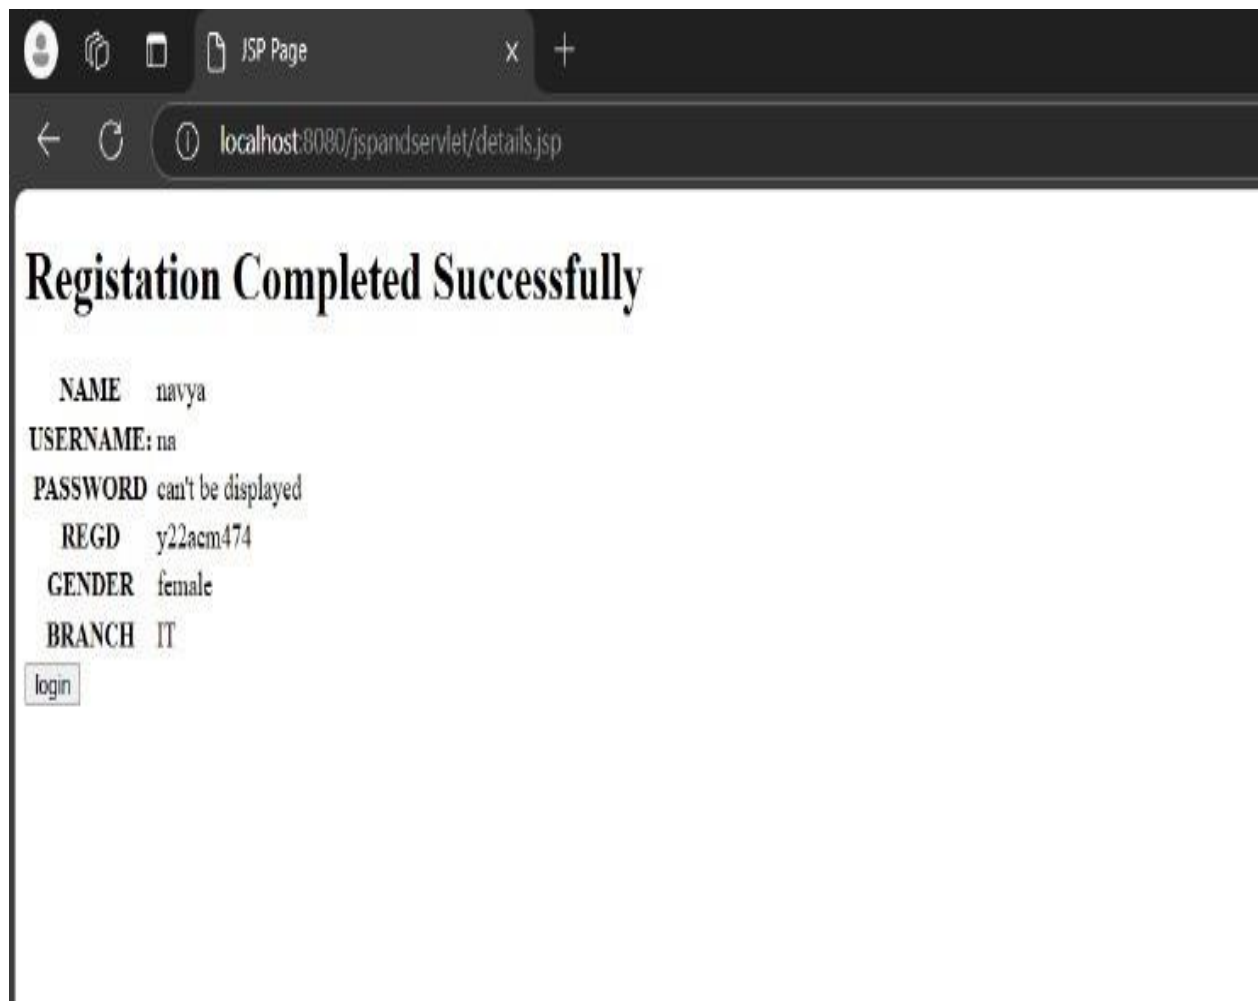 JSP Page
localhost:8080/jspandservlet/details.jsp
Registation Completed Successfully
NAME navya
USERNAME: na
PASSWORD can't be displayed
REGD y22acm474
GENDER female
BRANCH IT
login